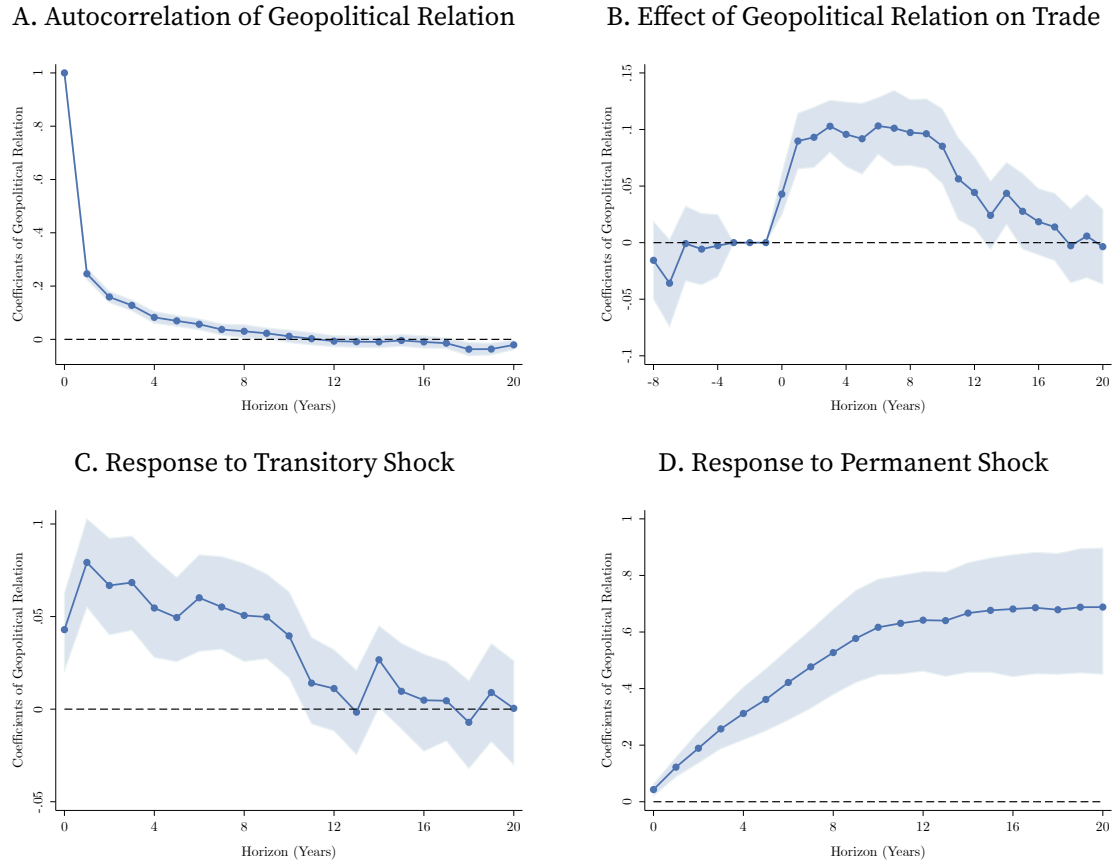 A. Autocorrelation of Geopolitical Relation
Coefficients of Geopolitical Relation
1
.8
.6
.4
.2
0
0 4 8 12 16 20
Horizon (Years)
B. Effect of Geopolitical Relation on Trade
Coefficients of Geopolitical Relation
.15
.1
.05
0
-.05
-.1
-8 -4 0 4 8 12 16 20
Horizon (Years)
C. Response to Transitory Shock
Coefficients of Geopolitical Relation
.1
.05
0
-.05
0 4 8 12 16 20
Horizon (Years)
D. Response to Permanent Shock
Coefficients of Geopolitical Relation
1
.8
.6
.4
.2
0
0 4 8 12 16 20
Horizon (Years)